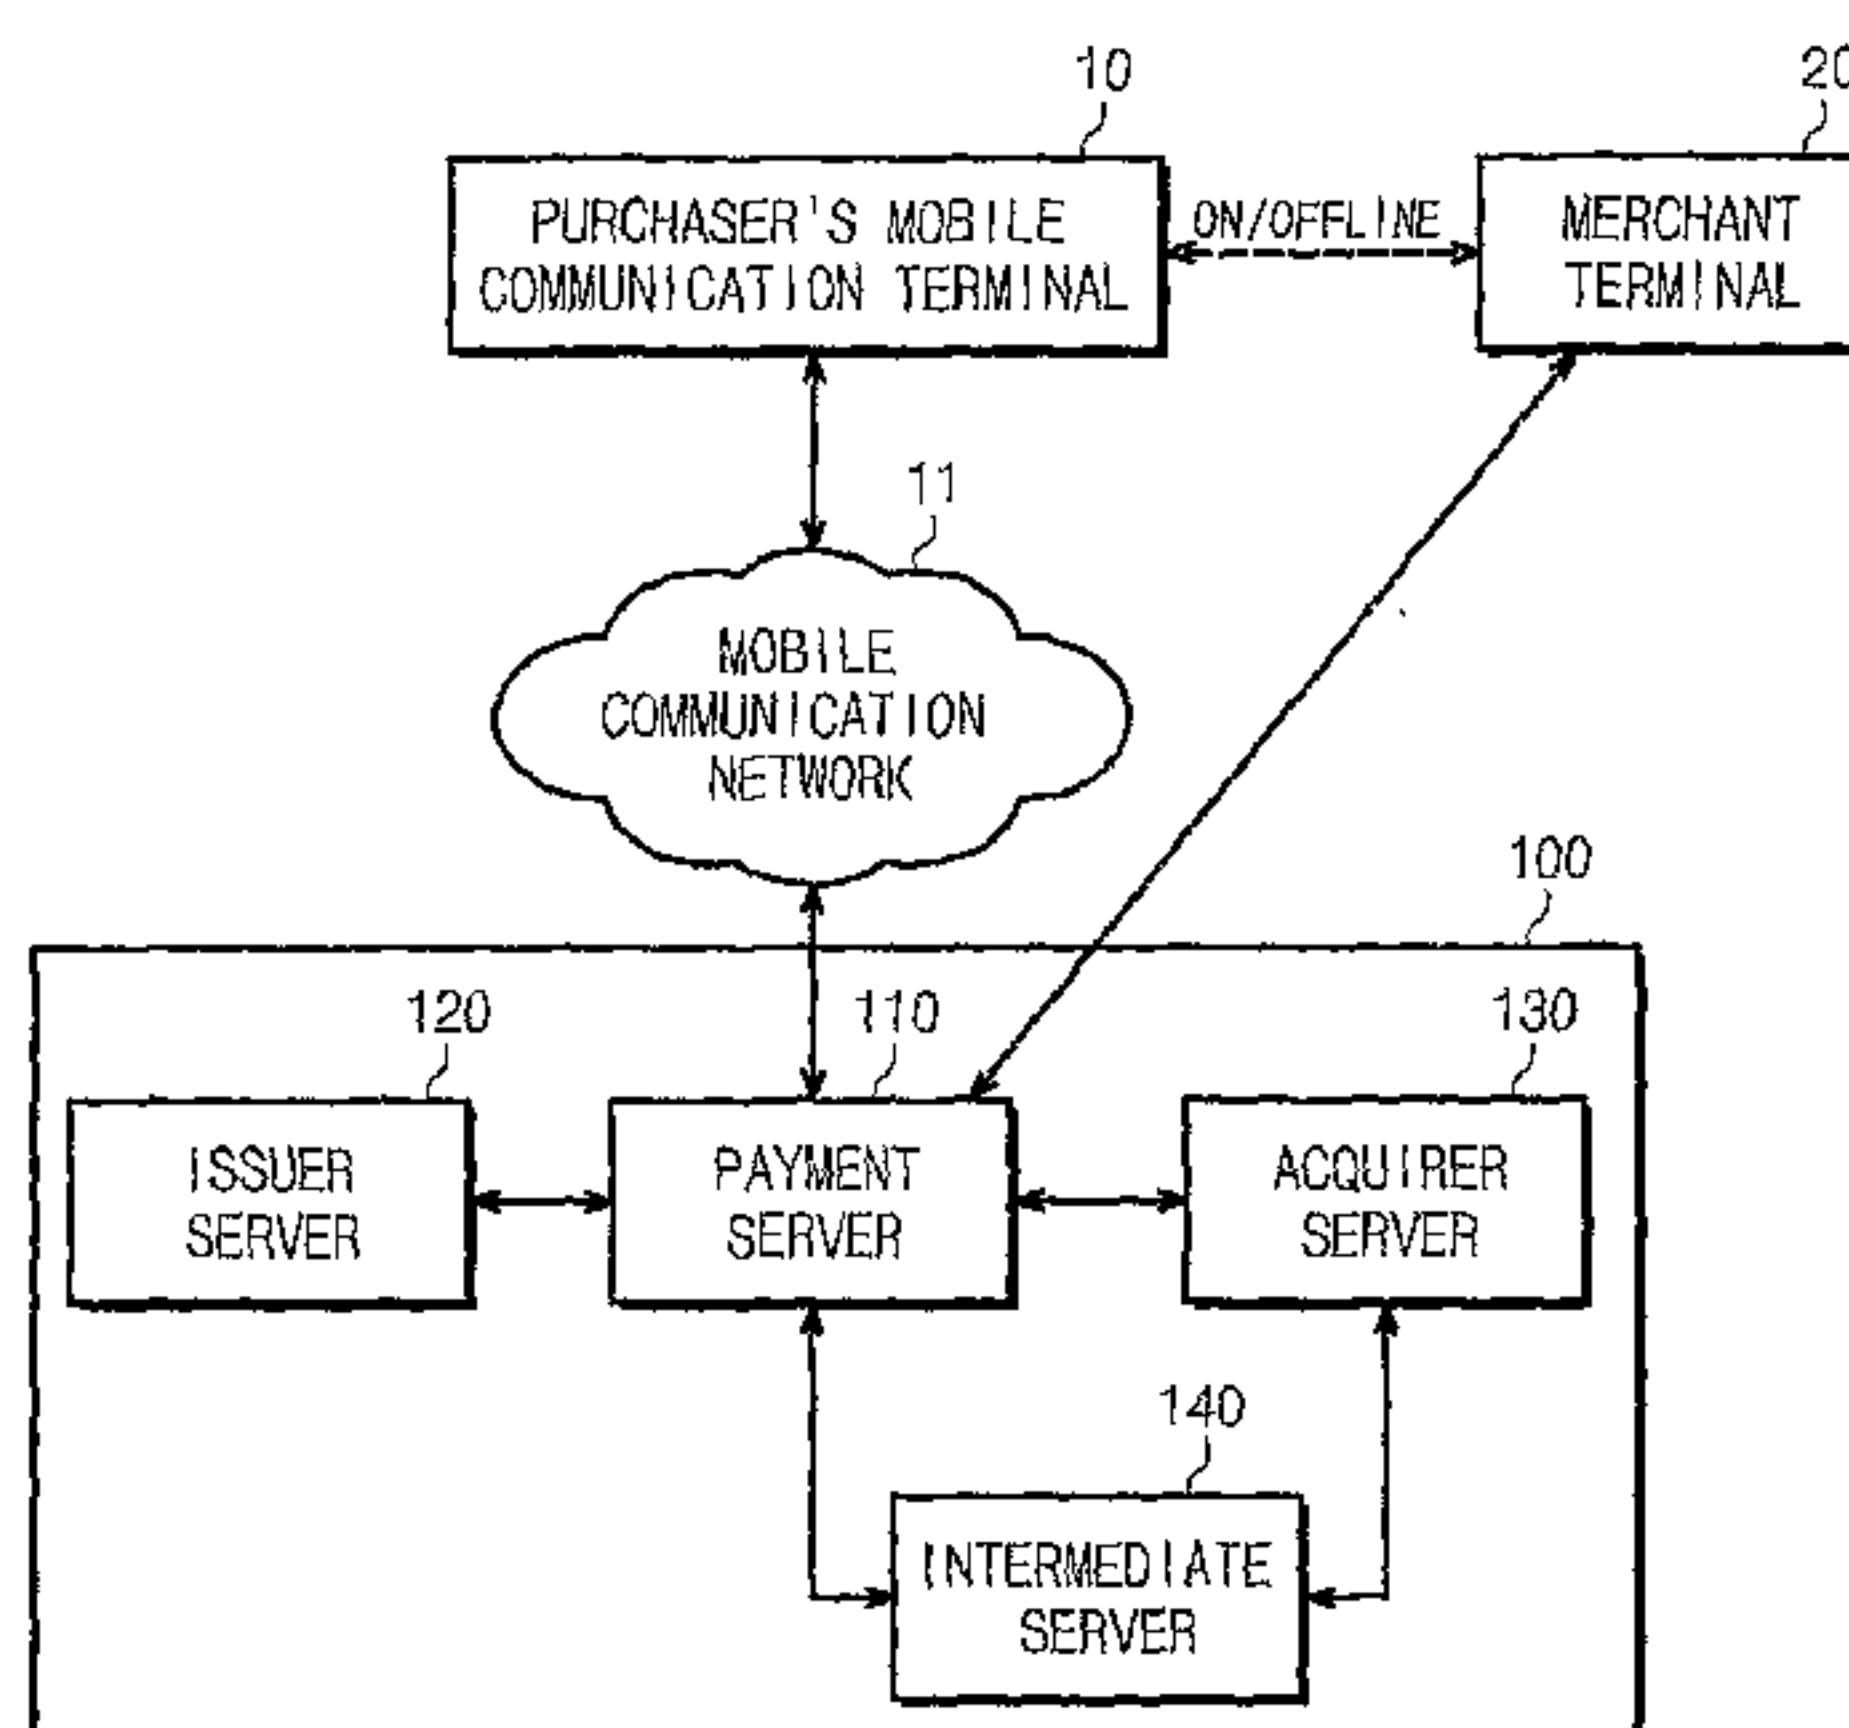 10
20
PURCHASER'S MOBILE
COMMUNICATION TERMINAL
ON/OFFLINE
MERCHANT
TERMINAL
11
MOBILE
COMMUNICATION
NETWORK
100
120
110
130
ISSUER
SERVER
PAYMENT
SERVER
ACQUIRER
SERVER
140
INTERMEDIATE
SERVER